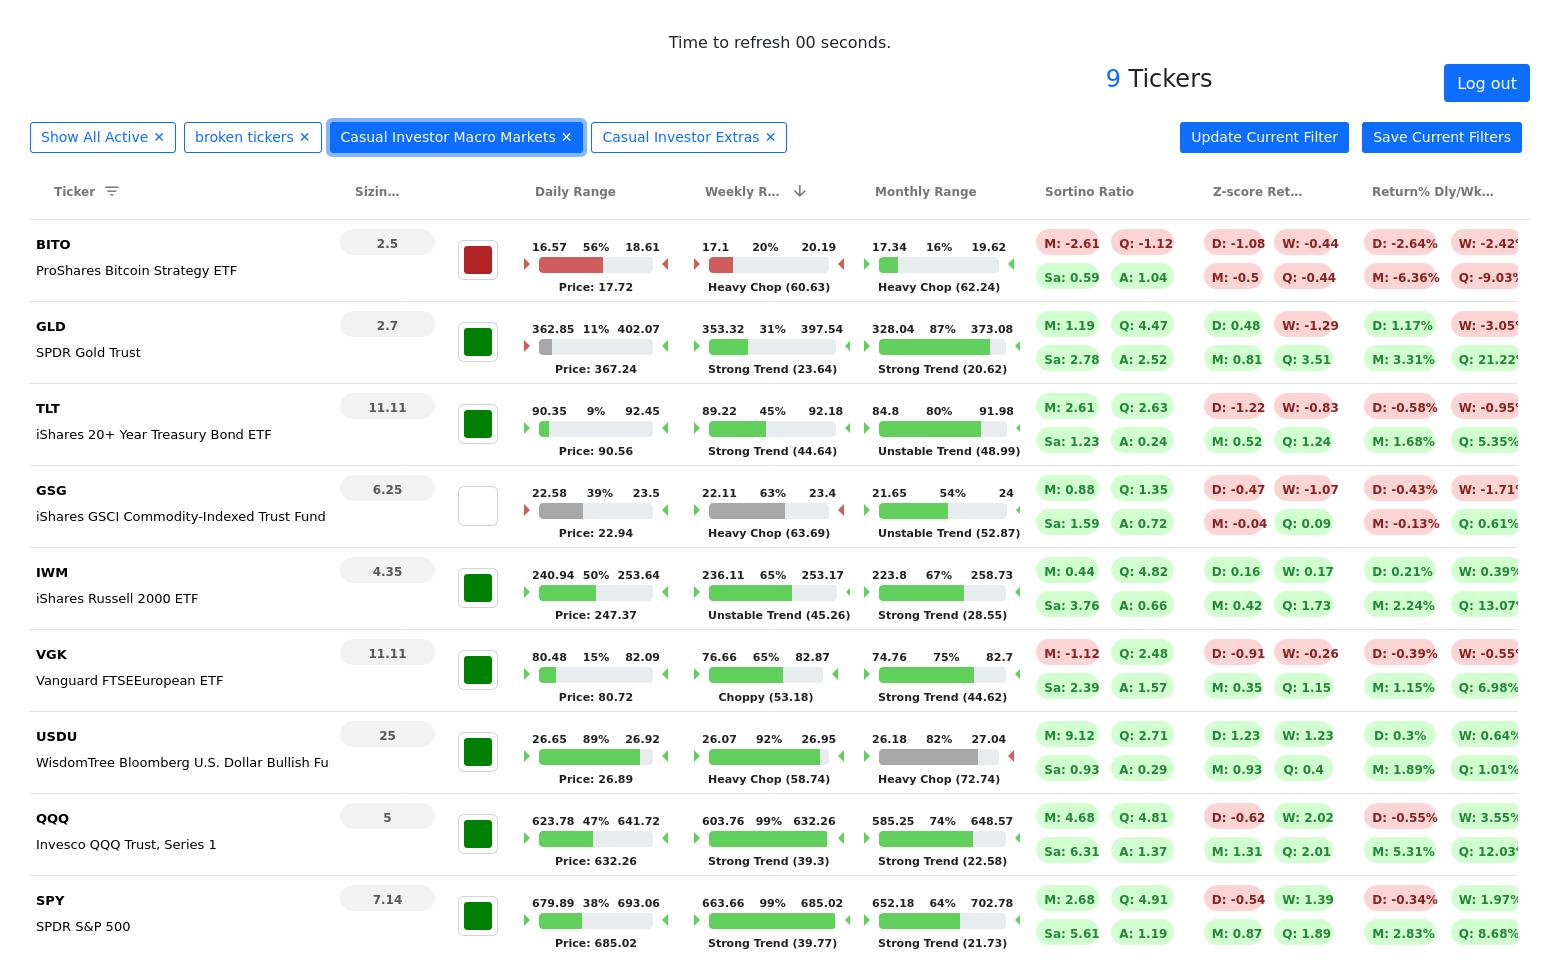 Time to refresh 00 seconds.
9 Tickers
Log out
Show All Active ✕ broken tickers ✕ Casual Investor Macro Markets ✕ Casual Investor Extras ✕ Update Current Filter Save Current Filters
Ticker Sizin... Daily Range Weekly R... Monthly Range Sortino Ratio Z-score Ret... Return% Dly/Wk...
BITO 2.5 16.57 56% 18.61 17.1 20% 20.19 17.34 16% 19.62 M: -2.61 Q: -1.12 D: -1.08 W: -0.44 D: -2.64% W: -2.42%
ProShares Bitcoin Strategy ETF Sa: 0.59 A: 1.04 M: -0.5 Q: -0.44 M: -6.36% Q: -9.03%
Price: 17.72 Heavy Chop (60.63) Heavy Chop (62.24)
GLD 2.7 362.85 11% 402.07 353.32 31% 397.54 328.04 87% 373.08 M: 1.19 Q: 4.47 D: 0.48 W: -1.29 D: 1.17% W: -3.05%
SPDR Gold Trust Sa: 2.78 A: 2.52 M: 0.81 Q: 3.51 M: 3.31% Q: 21.22%
Price: 367.24 Strong Trend (23.64) Strong Trend (20.62)
TLT 11.11 90.35 9% 92.45 89.22 45% 92.18 84.8 80% 91.98 M: 2.61 Q: 2.63 D: -1.22 W: -0.83 D: -0.58% W: -0.95%
iShares 20+ Year Treasury Bond ETF Sa: 1.23 A: 0.24 M: 0.52 Q: 1.24 M: 1.68% Q: 5.35%
Price: 90.56 Strong Trend (44.64) Unstable Trend (48.99)
GSG 6.25 22.58 39% 23.5 22.11 63% 23.4 21.65 54% 24 M: 0.88 Q: 1.35 D: -0.47 W: -1.07 D: -0.43% W: -1.71%
iShares GSCI Commodity-Indexed Trust Fund Sa: 1.59 A: 0.72 M: -0.04 Q: 0.09 M: -0.13% Q: 0.61%
Price: 22.94 Heavy Chop (63.69) Unstable Trend (52.87)
IWM 4.35 240.94 50% 253.64 236.11 65% 253.17 223.8 67% 258.73 M: 0.44 Q: 4.82 D: 0.16 W: 0.17 D: 0.21% W: 0.39%
iShares Russell 2000 ETF Sa: 3.76 A: 0.66 M: 0.42 Q: 1.73 M: 2.24% Q: 13.07%
Price: 247.37 Unstable Trend (45.26) Strong Trend (28.55)
VGK 11.11 80.48 15% 82.09 76.66 65% 82.87 74.76 75% 82.7 M: -1.12 Q: 2.48 D: -0.91 W: -0.26 D: -0.39% W: -0.55%
Vanguard FTSEEuropean ETF Sa: 2.39 A: 1.57 M: 0.35 Q: 1.15 M: 1.15% Q: 6.98%
Price: 80.72 Choppy (53.18) Strong Trend (44.62)
USDU 25 26.65 89% 26.92 26.07 92% 26.95 26.18 82% 27.04 M: 9.12 Q: 2.71 D: 1.23 W: 1.23 D: 0.3% W: 0.64%
WisdomTree Bloomberg U.S. Dollar Bullish Fu Sa: 0.93 A: 0.29 M: 0.93 Q: 0.4 M: 1.89% Q: 1.01%
Price: 26.89 Heavy Chop (58.74) Heavy Chop (72.74)
QQQ 5 623.78 47% 641.72 603.76 99% 632.26 585.25 74% 648.57 M: 4.68 Q: 4.81 D: -0.62 W: 2.02 D: -0.55% W: 3.55%
Invesco QQQ Trust, Series 1 Sa: 6.31 A: 1.37 M: 1.31 Q: 2.01 M: 5.31% Q: 12.03%
Price: 632.26 Strong Trend (39.3) Strong Trend (22.58)
SPY 7.14 679.89 38% 693.06 663.66 99% 685.02 652.18 64% 702.78 M: 2.68 Q: 4.91 D: -0.54 W: 1.39 D: -0.34% W: 1.97%
SPDR S&P 500 Sa: 5.61 A: 1.19 M: 0.87 Q: 1.89 M: 2.83% Q: 8.68%
Price: 685.02 Strong Trend (39.77) Strong Trend (21.73)